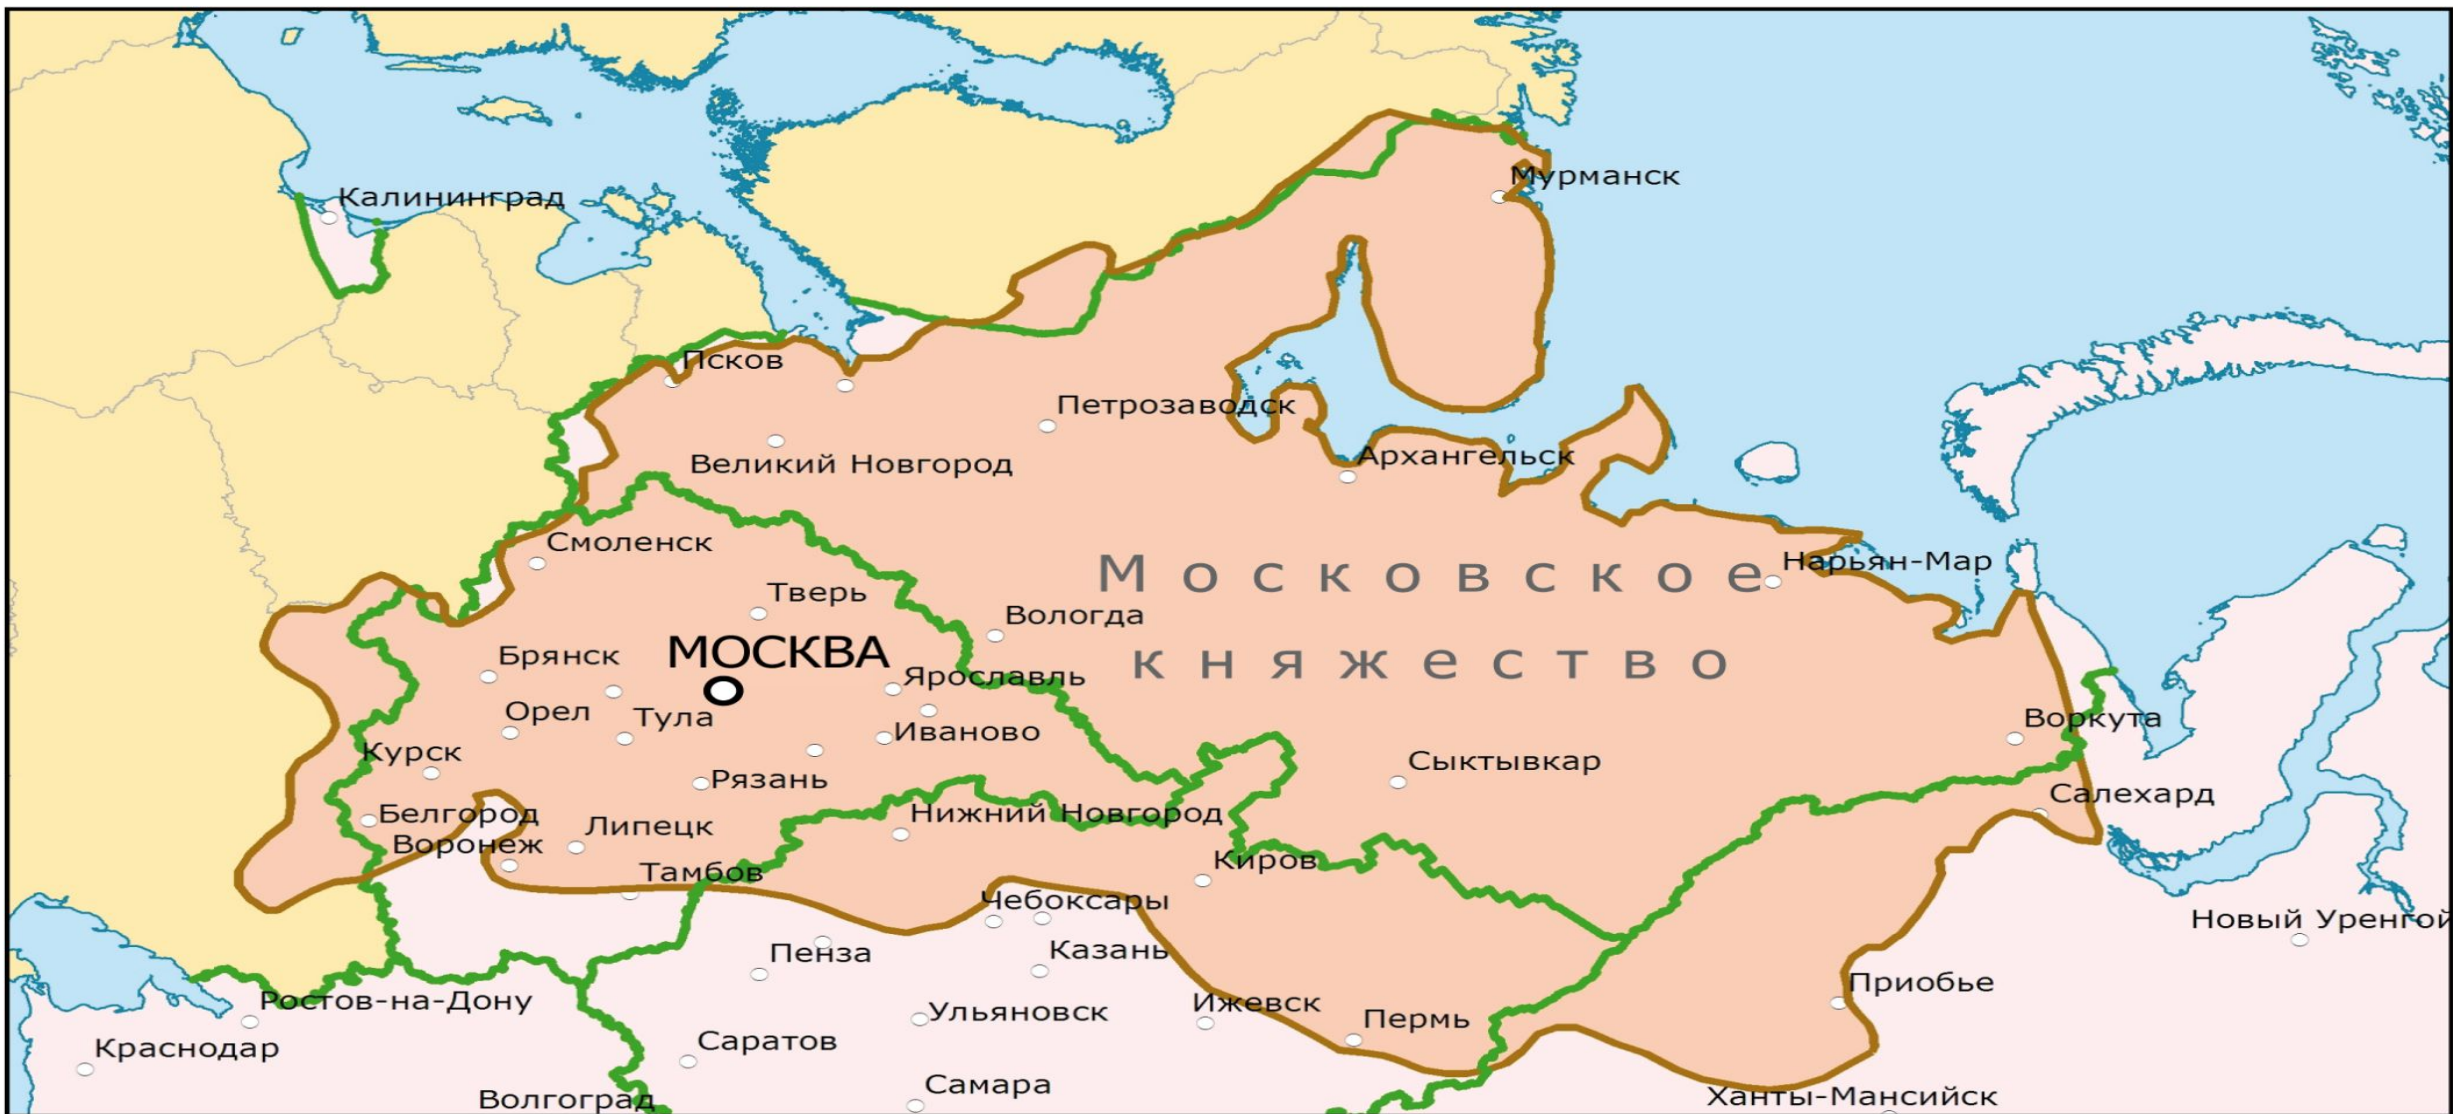 Мурманск
Калининград
Псков
Петрозаводск
Великий Новгород
Архангельск
Смоленск
Московское
Нарьян-Мар
Тверь
Вологда
МОСКВА
княжество
Брянск
Ярославль
Орел
Тула
Воркута
Иваново
Курск
Сыктывкар
Рязань
Салехард
Белгород
Нижний Новгород
Липецк
Воронеж
Киров
Тамбов
Чебоксары
Новый Уренгой
Пенза
Казань
Приобье
Ростов-на-Дону
Ижевск
Ульяновск
Пермь
Саратов
Краснодар
Самара
Волгоград
Ханты-Мансийск